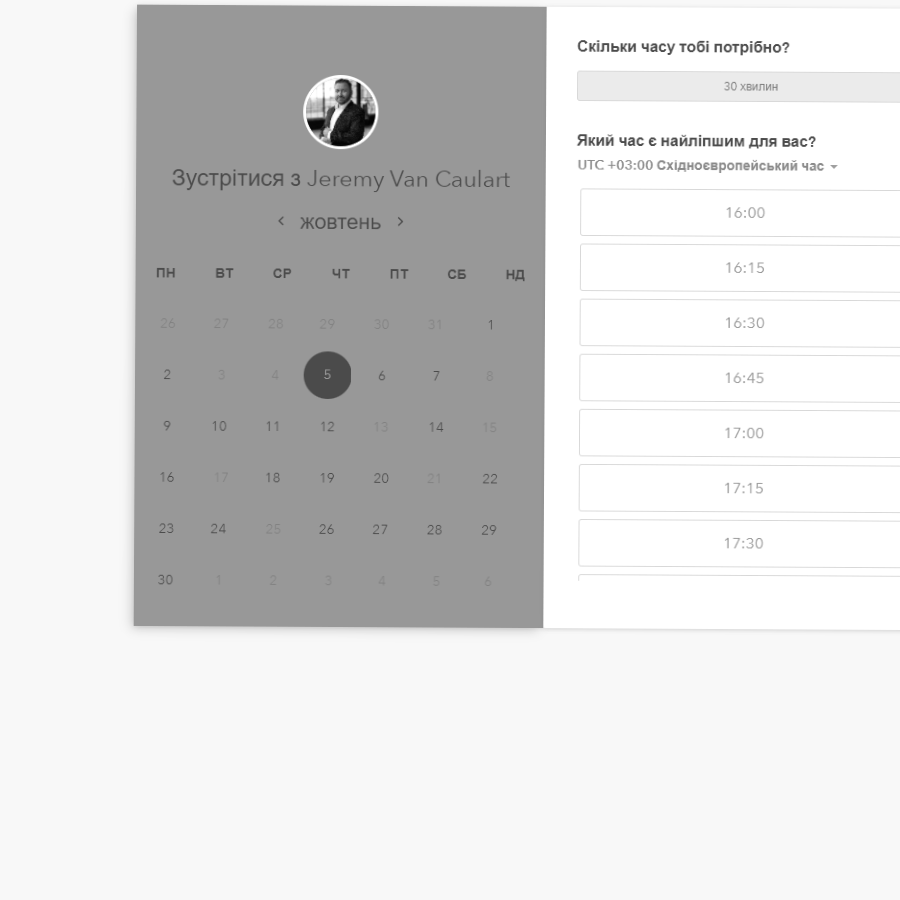 Зустрітися з Jeremy Van Caulart
жовтень
ПН ВТ СР ЧТ ПТ СБ НД
26 27 28 29 30 31 1
2 3 4 5 6 7 8
9 10 11 12 13 14 15
16 17 18 19 20 21 22
23 24 25 26 27 28 29
30 1 2 3 4 5 6
Скільки часу тобі потрібно?
30 хвилин
Який час є найліпшим для вас?
UTC +03:00 Східноєвропейський час
16:00
16:15
16:30
16:45
17:00
17:15
17:30